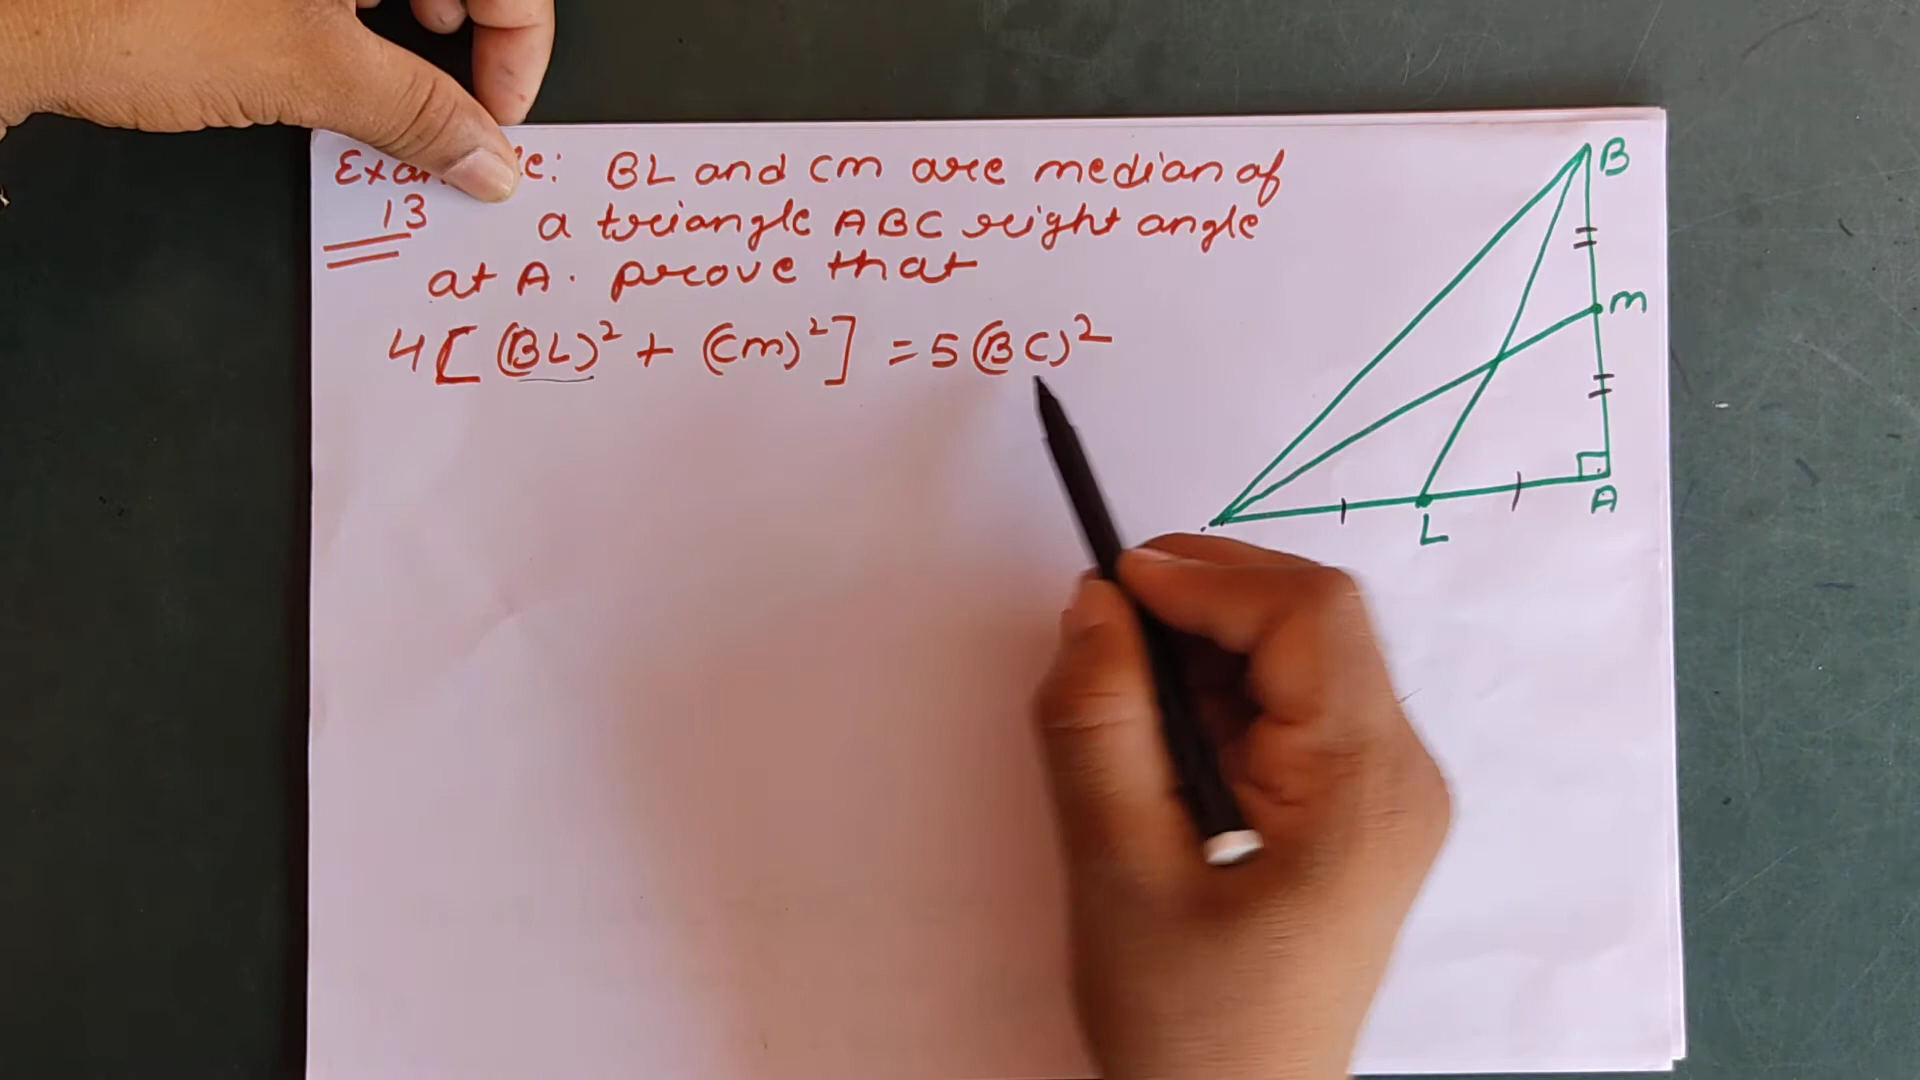 BL and CM are median of
13 a triangle ABC right angle
at A. prove that
4[(BL)² + (CM)²] = 5(BC)²
B
M
A
L